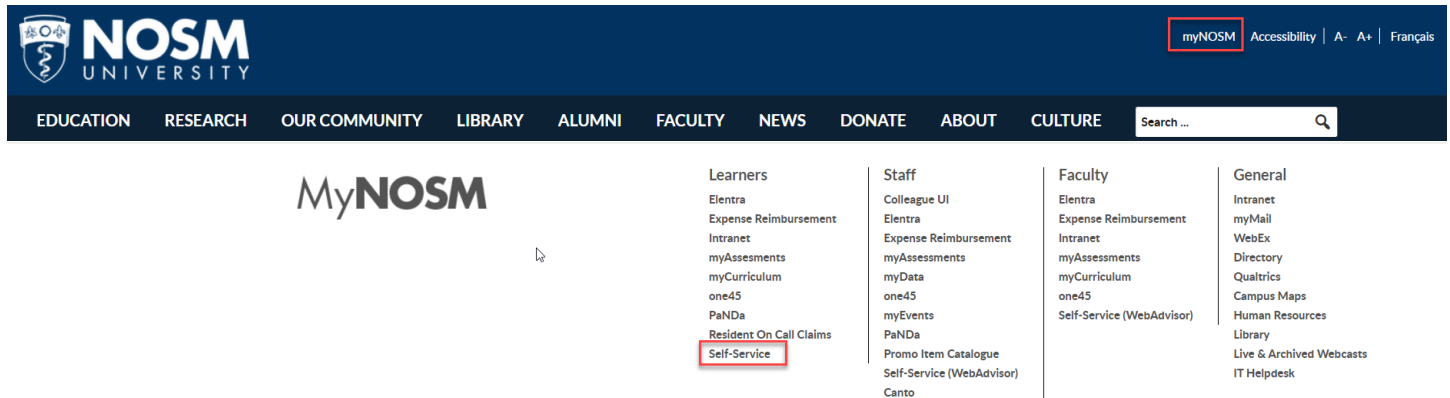 NOSM
UNIVERSITY
myNOSM Accessibility | A- A+ | Français
EDUCATION RESEARCH OUR COMMUNITY LIBRARY ALUMNI FACULTY NEWS DONATE ABOUT CULTURE Search ...
MyNOSM
Learners
Elentra
Expense Reimbursement
Intranet
myAssesments
myCurriculum
one45
PaNDa
Resident On Call Claims
Self-Service
Staff
Colleague UI
Elentra
Expense Reimbursement
myAssessments
myData
one45
myEvents
PaNDa
Promo Item Catalogue
Self-Service (WebAdvisor)
Canto
Faculty
Elentra
Expense Reimbursement
Intranet
myAssessments
myCurriculum
one45
Self-Service (WebAdvisor)
General
Intranet
myMail
WebEx
Directory
Qualtrics
Campus Maps
Human Resources
Library
Live & Archived Webcasts
IT Helpdesk